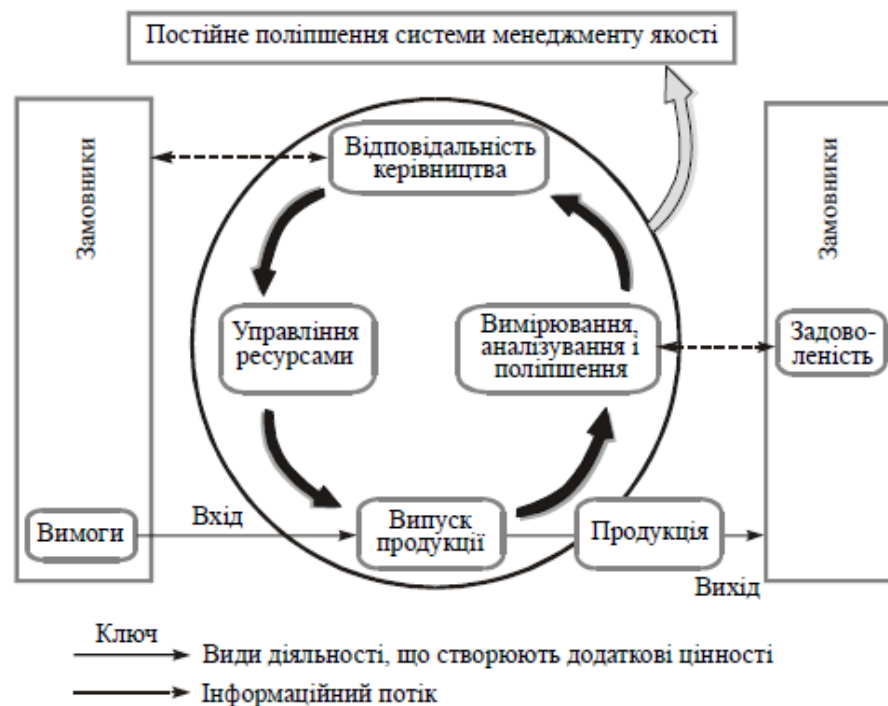 Постійне поліпшення системи менеджменту якості
Замовники
Відповідальність
керівництва
Замовники
Управління
ресурсами
Вимірювання,
аналізування і
поліпшення
Задово-
леність
Вимоги
Вхід
Випуск
продукції
Продукція
Вихід
Ключ
Види діяльності, що створюють додаткові цінності
Інформаційний потік